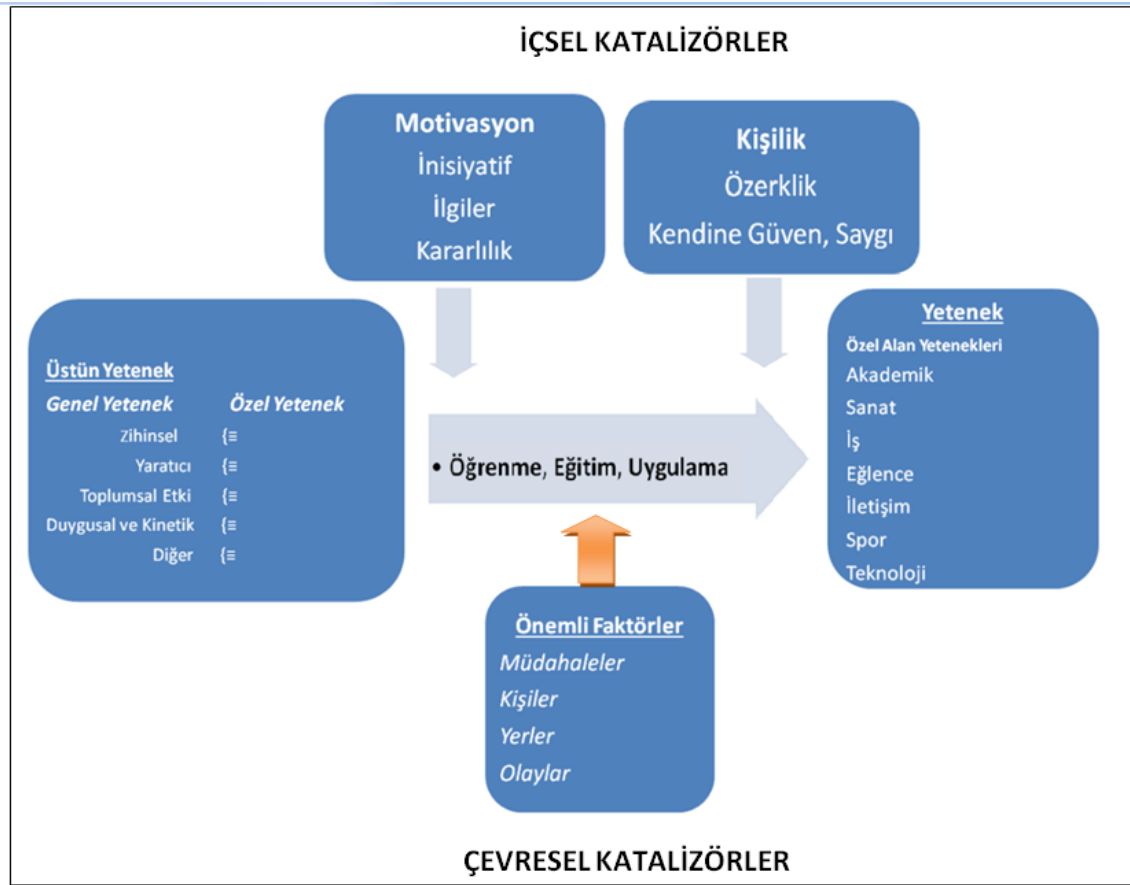 İÇSEL KATALİZÖRLER
Motivasyon
İnisiyatif
İlgiler
Kararlılık
Kişilik
Özerklik
Kendine Güven, Saygı
Üstün Yetenek
Genel Yetenek Özel Yetenek
Zihinsel {≡
Yaratıcı {≡
Toplumsal Etki {≡
Duygusal ve Kinetik {≡
Diğer {≡
• Öğrenme, Eğitim, Uygulama
Yetenek
Özel Alan Yetenekleri
Akademik
Sanat
İş
Eğlence
İletişim
Spor
Teknoloji
Önemli Faktörler
Müdahaleler
Kişiler
Yerler
Olaylar
ÇEVRESEL KATALİZÖRLER